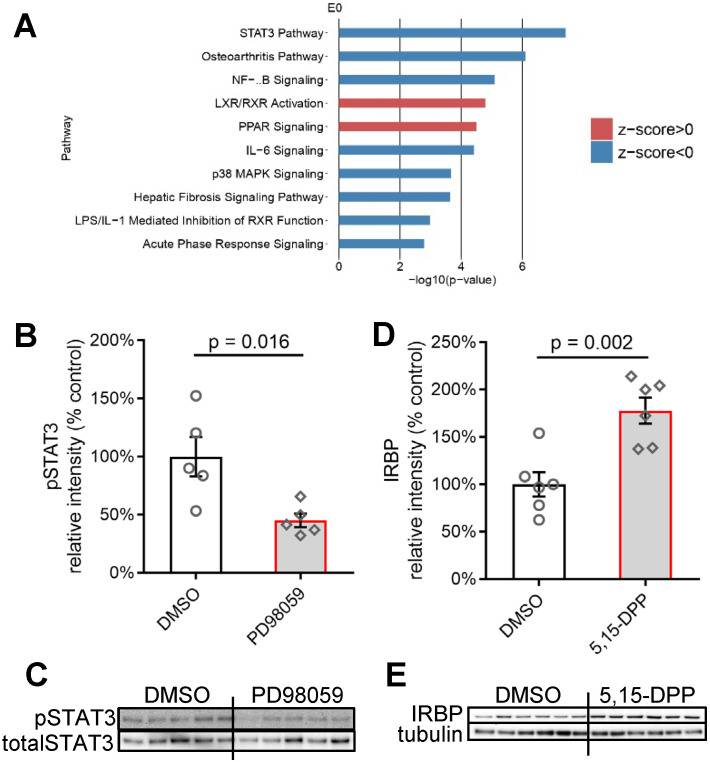 A
E0
Pathway
STAT3 Pathway
Osteoarthritis Pathway
NF-..B Signaling
LXR/RXR Activation
PPAR Signaling
IL-6 Signaling
p38 MAPK Signaling
Hepatic Fibrosis Signaling Pathway
LPS/IL-1 Mediated Inhibition of RXR Function
Acute Phase Response Signaling
0 2 4 6
-log10(p-value)
z-score>0
z-score<0
B
pSTAT3
relative intensity (% control)
200%
150%
100%
50%
0%
p = 0.016
DMSO
PD98059
D
IRBP
relative intensity (% control)
250%
200%
150%
100%
50%
0%
p = 0.002
DMSO
5,15-DPP
C
DMSO PD98059
pSTAT3
totalSTAT3
E
DMSO 5,15-DPP
IRBP
tubulin